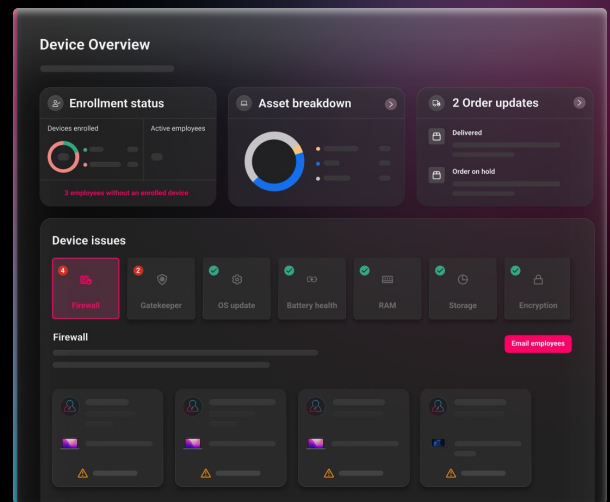 Device Overview
Enrollment status
Devices enrolled
Active employees
3 employees without an enrolled device
Asset breakdown
2 Order updates
Delivered
Order on hold
Device issues
4
Firewall
2
Gatekeeper
OS update
Battery health
RAM
Storage
Encryption
Firewall
Email employees